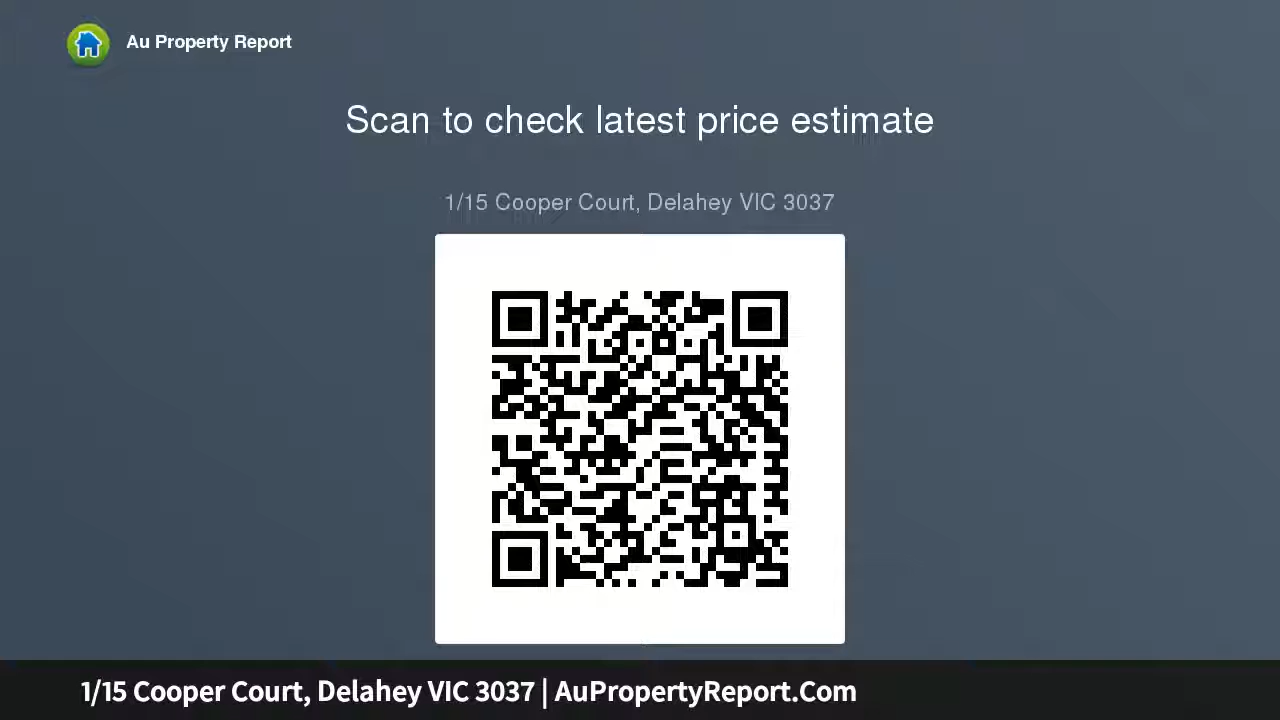 Au Property Report
Scan to check latest price estimate
1/15 Cooper Court, Delahey VIC 3037
1/15 Cooper Court, Delahey VIC 3037 | AuPropertyReport.Com